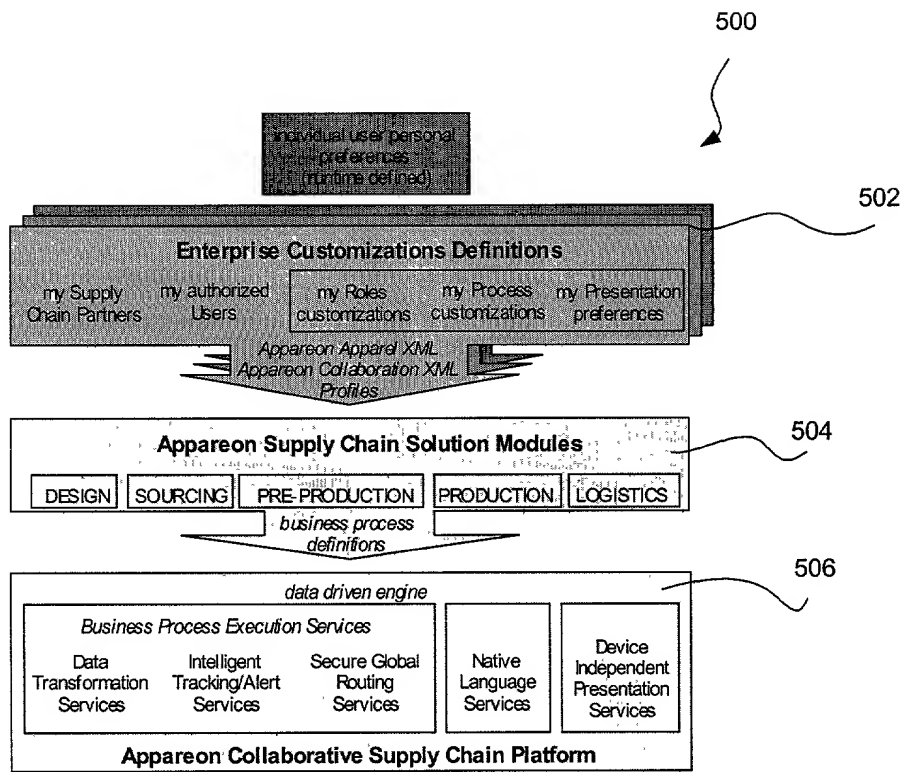 500
individual user personal
preferences
(runtime defined)
502
Enterprise Customizations Definitions
my Supply
Chain Partners
my authorized
Users
my Roles
customizations
my Process
customizations
my Presentation
preferences
Appareon Apparel XML
Appareon Collaboration XML
Profiles
504
Appareon Supply Chain Solution Modules
DESIGN
SOURCING
PRE-PRODUCTION
PRODUCTION
LOGISTICS
business process
definitions
506
data driven engine
Business Process Execution Services
Data
Transformation
Services
Intelligent
Tracking/Alert
Services
Secure Global
Routing
Services
Native
Language
Services
Device
Independent
Presentation
Services
Appareon Collaborative Supply Chain Platform